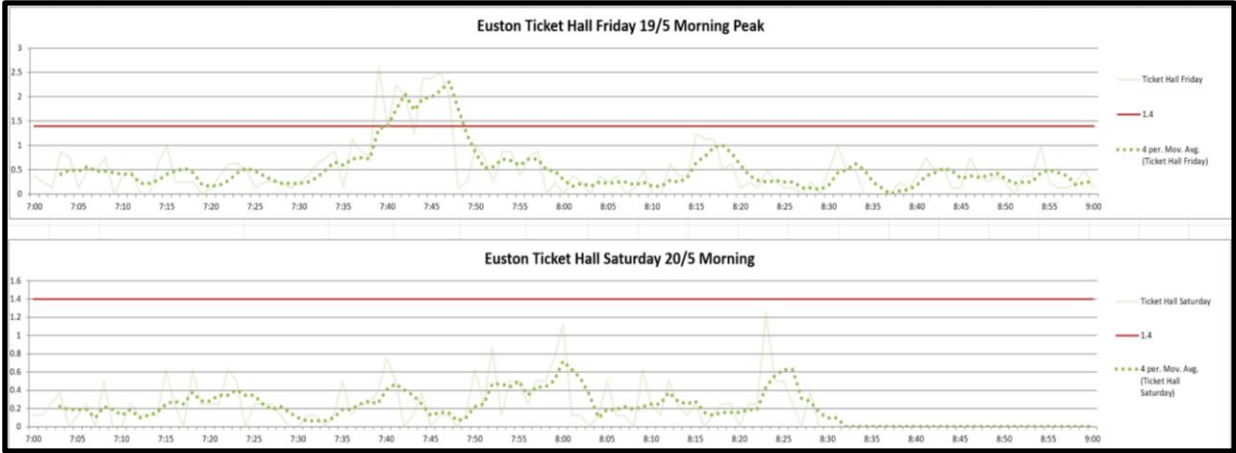 Euston Ticket Hall Friday 19/5 Morning Peak
3
2.5
2
1.5
1
0.5
0
7:00 7:05 7:10 7:15 7:20 7:25 7:30 7:35 7:40 7:45 7:50 7:55 8:00 8:05 8:10 8:15 8:20 8:25 8:30 8:35 8:40 8:45 8:50 8:55 9:00
Ticket Hall Friday
1.4
4 per. Mov. Avg.
(Ticket Hall Friday)
Euston Ticket Hall Saturday 20/5 Morning
1.6
1.4
1.2
1
0.8
0.6
0.4
0.2
0
7:00 7:05 7:10 7:15 7:20 7:25 7:30 7:35 7:40 7:45 7:50 7:55 8:00 8:05 8:10 8:15 8:20 8:25 8:30 8:35 8:40 8:45 8:50 8:55 9:00
Ticket Hall Saturday
1.4
4 per. Mov. Avg.
(Ticket Hall
Saturday)